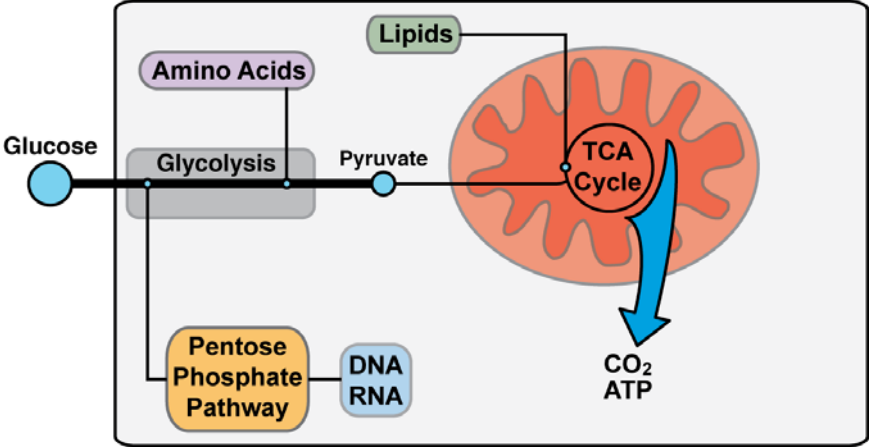 Lipids
Amino Acids
Glucose
Glycolysis
Pyruvate
TCA
Cycle
Pentose
Phosphate
Pathway
DNA
RNA
CO₂
ATP